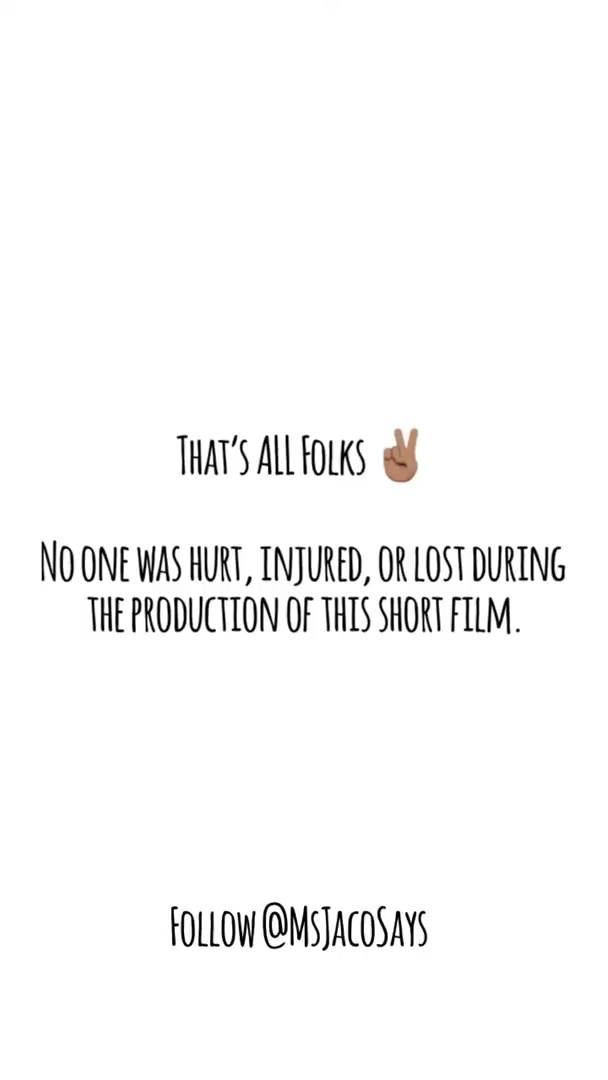 That's ALL Folks ✌🏽
No one was hurt, injured, or lost during
the production of this short film.
Follow @MsJacoSays